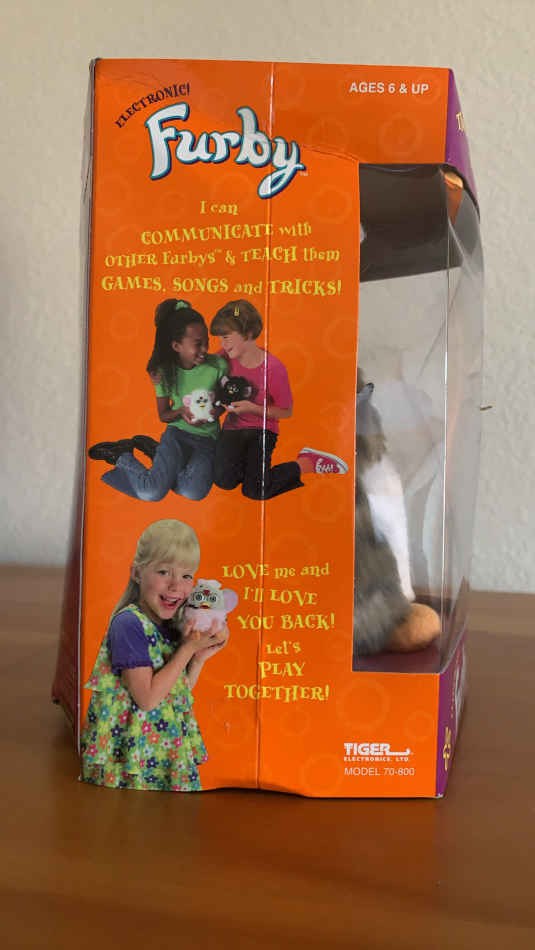 ELECTRONIC!
Furby™
AGES 6 & UP
I can
COMMUNICATE with
OTHER Furbys™ & TEACH them
GAMES, SONGS and TRICKS!
LOVE me and
I'll LOVE
YOU BACK!
Let's
PLAY
TOGETHER!
TIGER
ELECTRONICS, LTD.
MODEL 70-800